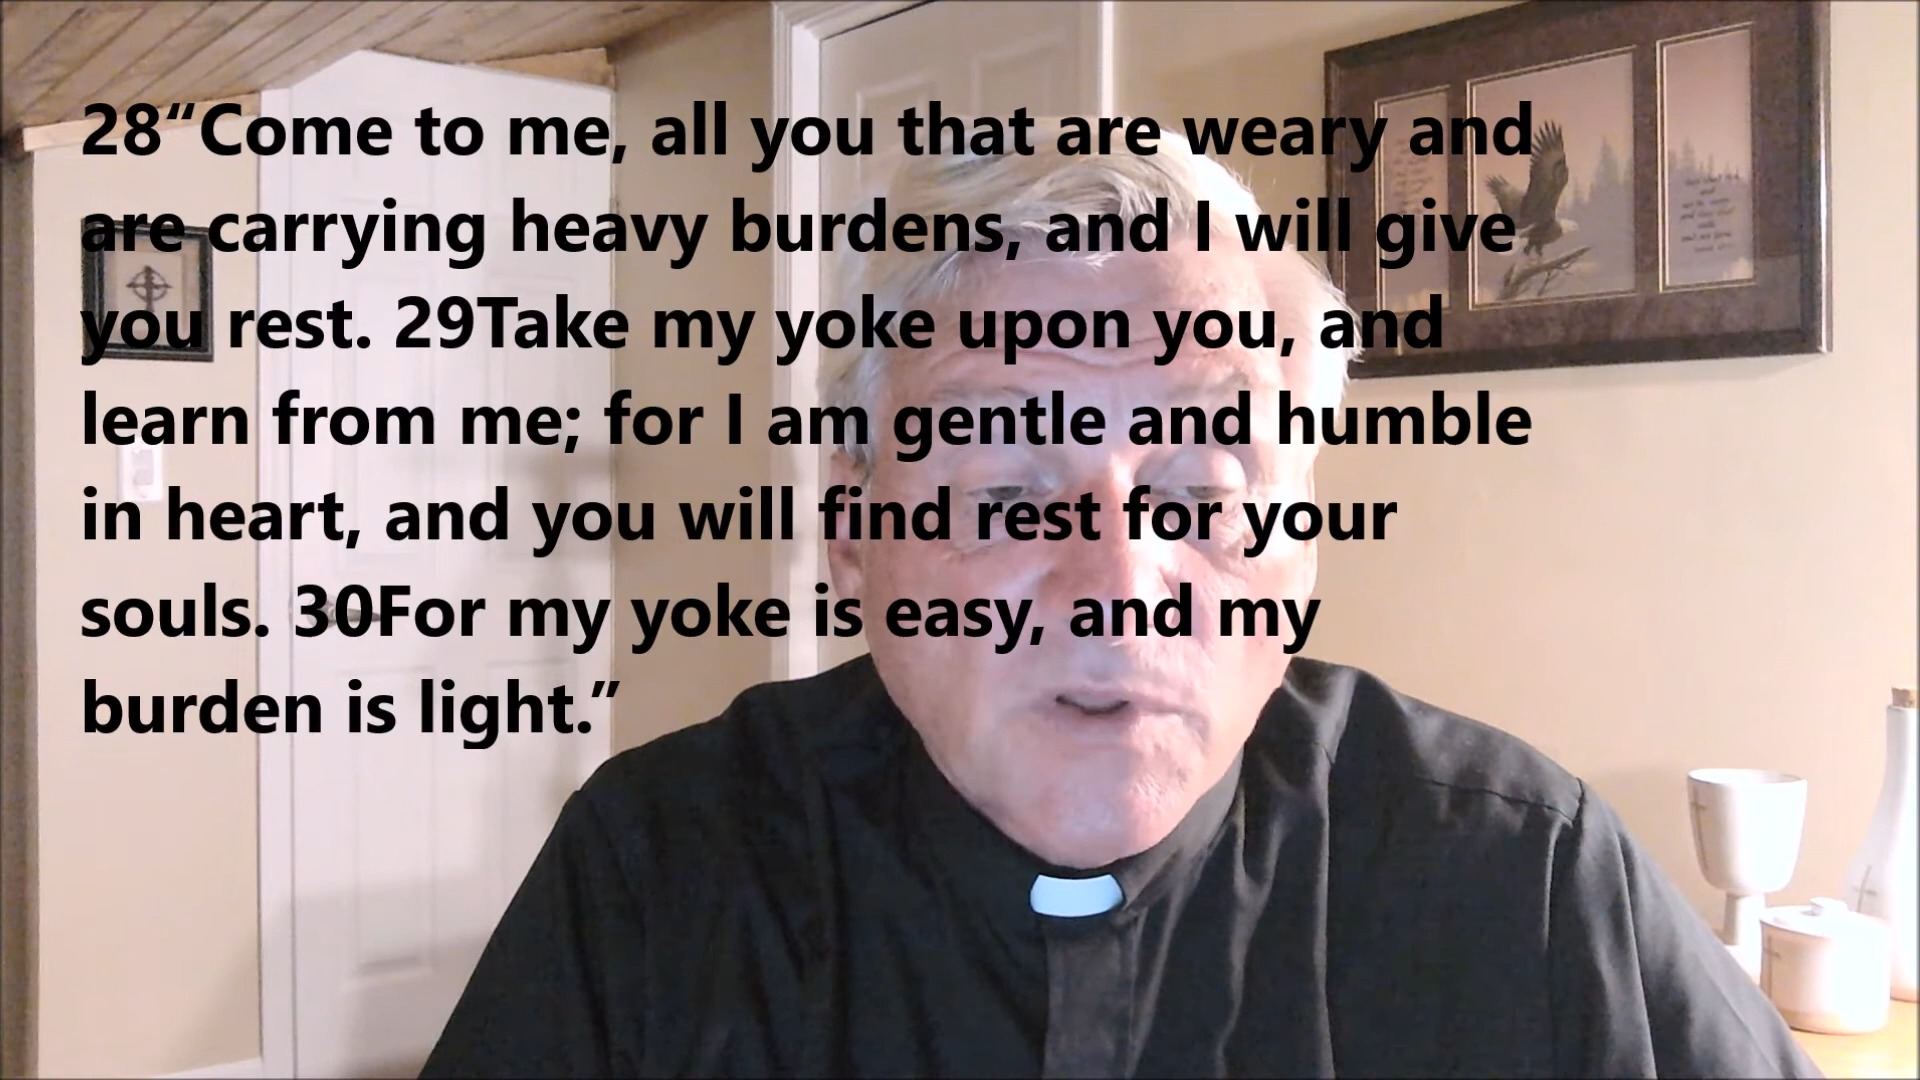 28“Come to me, all you that are weary and
are carrying heavy burdens, and I will give
you rest. 29Take my yoke upon you, and
learn from me; for I am gentle and humble
in heart, and you will find rest for your
souls. 30For my yoke is easy, and my
burden is light.”